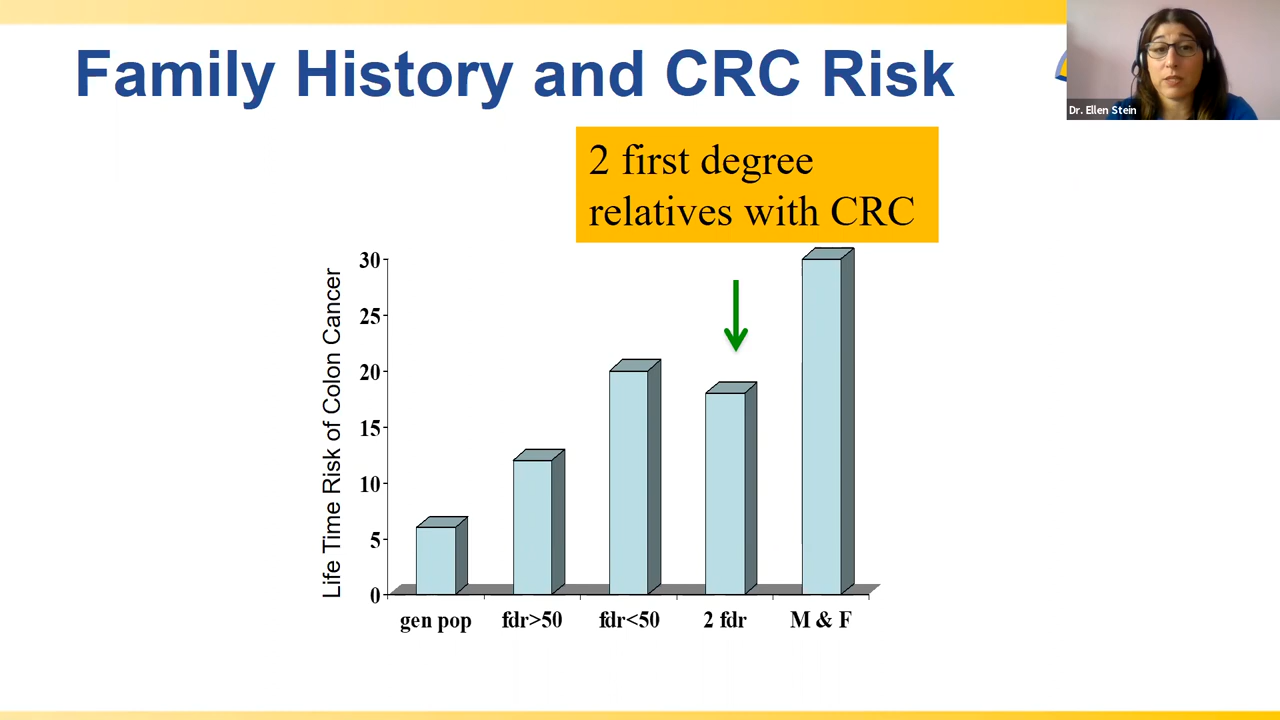 Family History and CRC Risk
Dr. Ellen Stein
2 first degree
relatives with CRC
Life Time Risk of Colon Cancer
30
25
20
15
10
5
0
gen pop fdr>50 fdr<50 2 fdr M & F